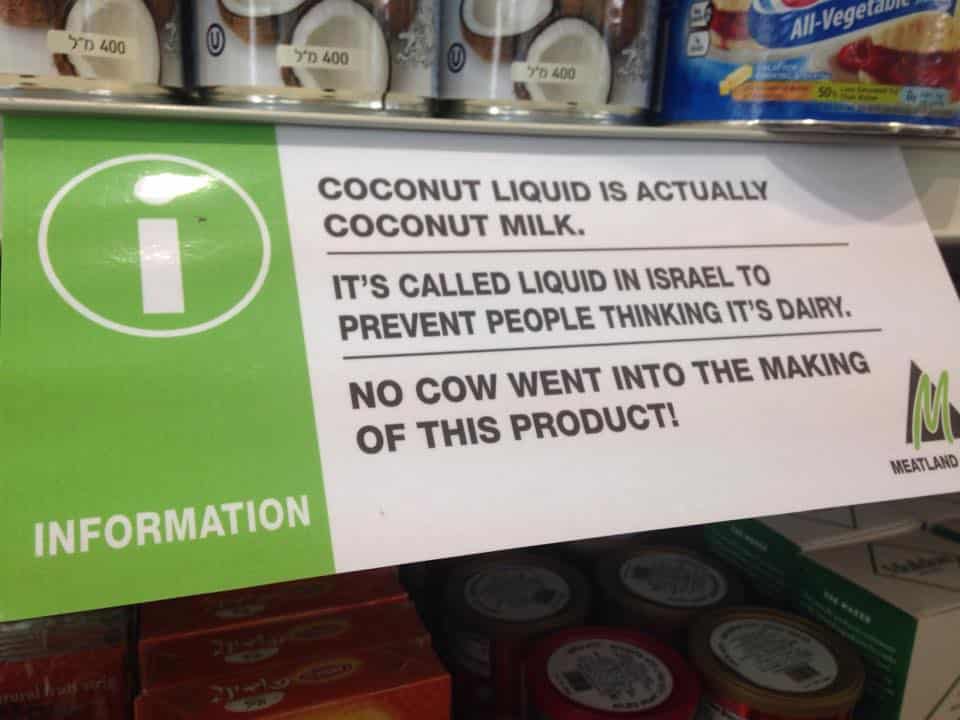 400 מ"ל
400 מ"ל
400 מ"ל
All-Vegetable
50%
COCONUT LIQUID IS ACTUALLY
COCONUT MILK.
IT'S CALLED LIQUID IN ISRAEL TO
PREVENT PEOPLE THINKING IT'S DAIRY.
NO COW WENT INTO THE MAKING
OF THIS PRODUCT!
M
MEATLAND
INFORMATION